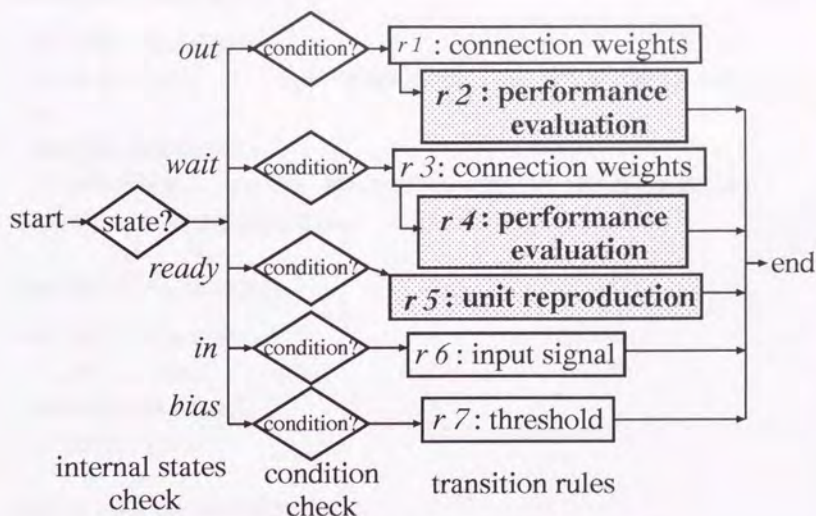 out
condition?
r 1 : connection weights
r 2 : performance
evaluation
wait
condition?
r 3 : connection weights
start
state?
r 4 : performance
evaluation
ready
condition?
end
r 5 : unit reproduction
in
condition?
r 6 : input signal
bias
condition?
r 7 : threshold
internal states
check
condition
check
transition rules